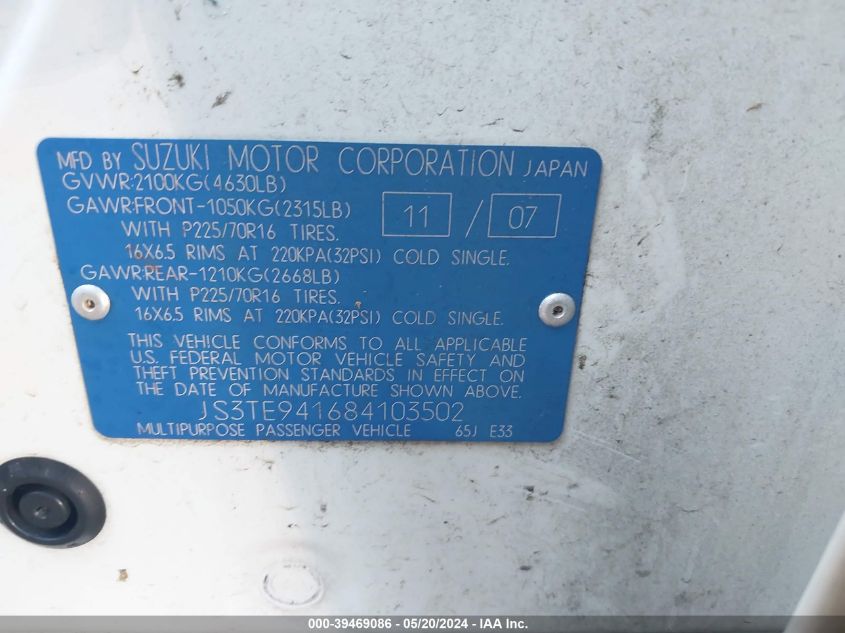 MFD BY SUZUKI MOTOR CORPORATION JAPAN
GVWR:2100KG(4630LB)
GAWR:FRONT-1050KG(2315LB) 11 / 07
WITH P225/70R16 TIRES.
16X6.5 RIMS AT 220KPA(32PSI) COLD SINGLE.
GAWR:REAR-1210KG(2668LB)
WITH P225/70R16 TIRES.
16X6.5 RIMS AT 220KPA(32PSI) COLD SINGLE.
THIS VEHICLE CONFORMS TO ALL APPLICABLE
U.S. FEDERAL MOTOR VEHICLE SAFETY AND
THEFT PREVENTION STANDARDS IN EFFECT ON
THE DATE OF MANUFACTURE SHOWN ABOVE.
JS3TE941684103502
MULTIPURPOSE PASSENGER VEHICLE 65J E33
000-39469086 - 05/20/2024 - IAA Inc.